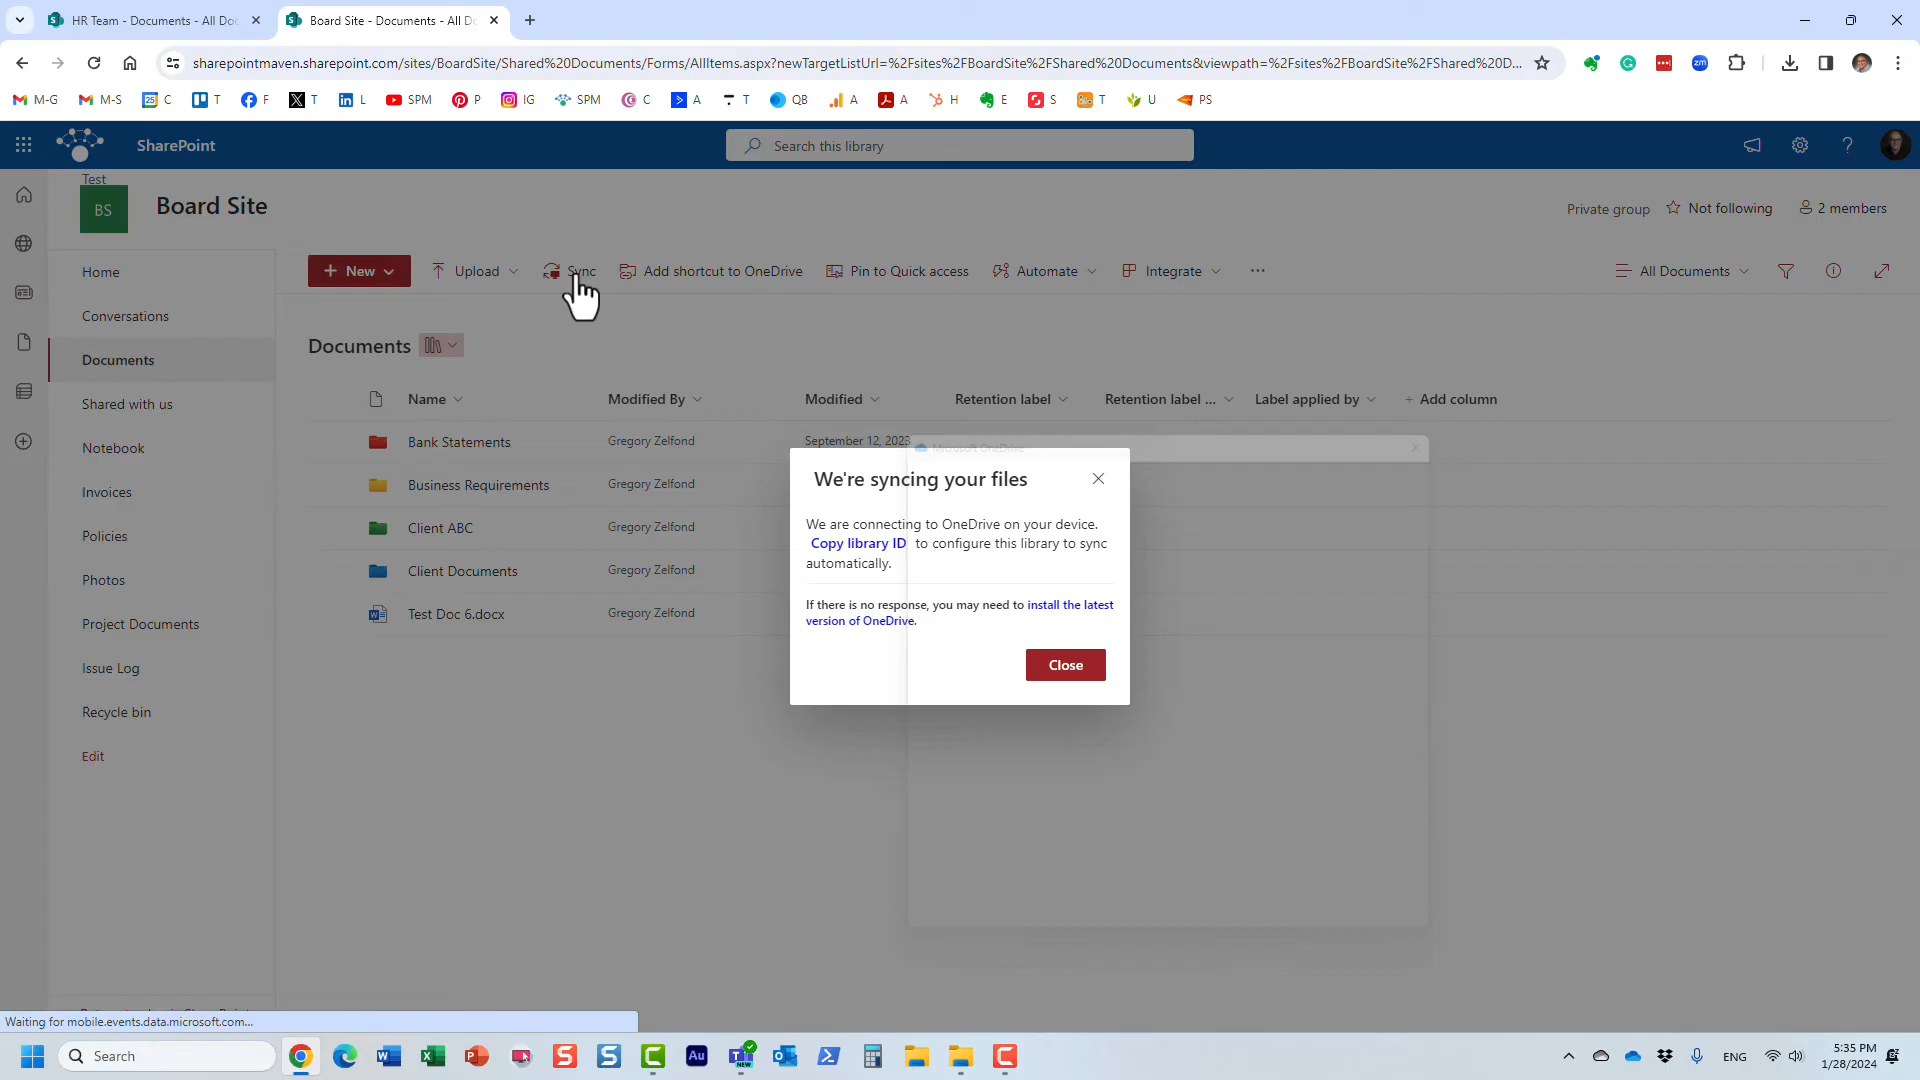 HR Team - Documents - All Doc
Board Site - Documents - All Do
sharepointmaven.sharepoint.com/sites/BoardSite/Shared%20Documents/Forms/AllItems.aspx?newTargetListUrl=%2Fsites%2FBoardSite%2FShared%20Documents&viewpath=%2Fsites%2FBoardSite%2FShared%20D...
M-G M-S C T F T L SPM P IG SPM C A T QB A A H E S T U PS
SharePoint
Search this library
Test
BS
Board Site
Private group Not following 2 members
New Upload Sync Add shortcut to OneDrive Pin to Quick access Automate Integrate ... All Documents
Home
Conversations
Documents
Shared with us
Notebook
Invoices
Policies
Photos
Project Documents
Issue Log
Recycle bin
Edit
Documents
Name Modified By Modified Retention label Retention label ... Label applied by + Add column
Bank Statements Gregory Zelfond September 12, 2023
Business Requirements Gregory Zelfond
Client ABC Gregory Zelfond
Client Documents Gregory Zelfond
Test Doc 6.docx Gregory Zelfond
Microsoft OneDrive
We're syncing your files
We are connecting to OneDrive on your device.
Copy library ID to configure this library to sync
automatically.
If there is no response, you may need to install the latest
version of OneDrive.
Close
Waiting for mobile.events.data.microsoft.com...
Search
ENG
5:35 PM
1/28/2024